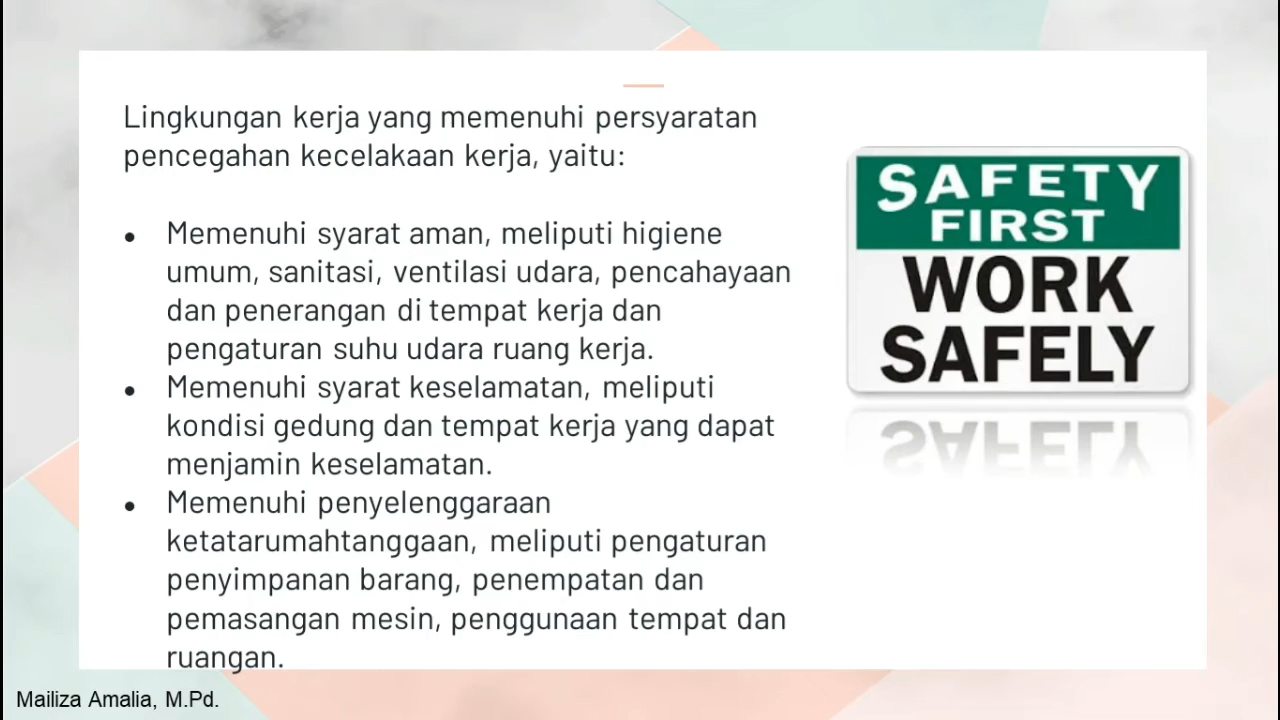 Lingkungan kerja yang memenuhi persyaratan
pencegahan kecelakaan kerja, yaitu:
● Memenuhi syarat aman, meliputi higiene
umum, sanitasi, ventilasi udara, pencahayaan
dan penerangan di tempat kerja dan
pengaturan suhu udara ruang kerja.
● Memenuhi syarat keselamatan, meliputi
kondisi gedung dan tempat kerja yang dapat
menjamin keselamatan.
● Memenuhi penyelenggaraan
ketatarumahtanggaan, meliputi pengaturan
penyimpanan barang, penempatan dan
pemasangan mesin, penggunaan tempat dan
ruangan.
SAFETY
FIRST
WORK
SAFELY
Mailiza Amalia, M.Pd.